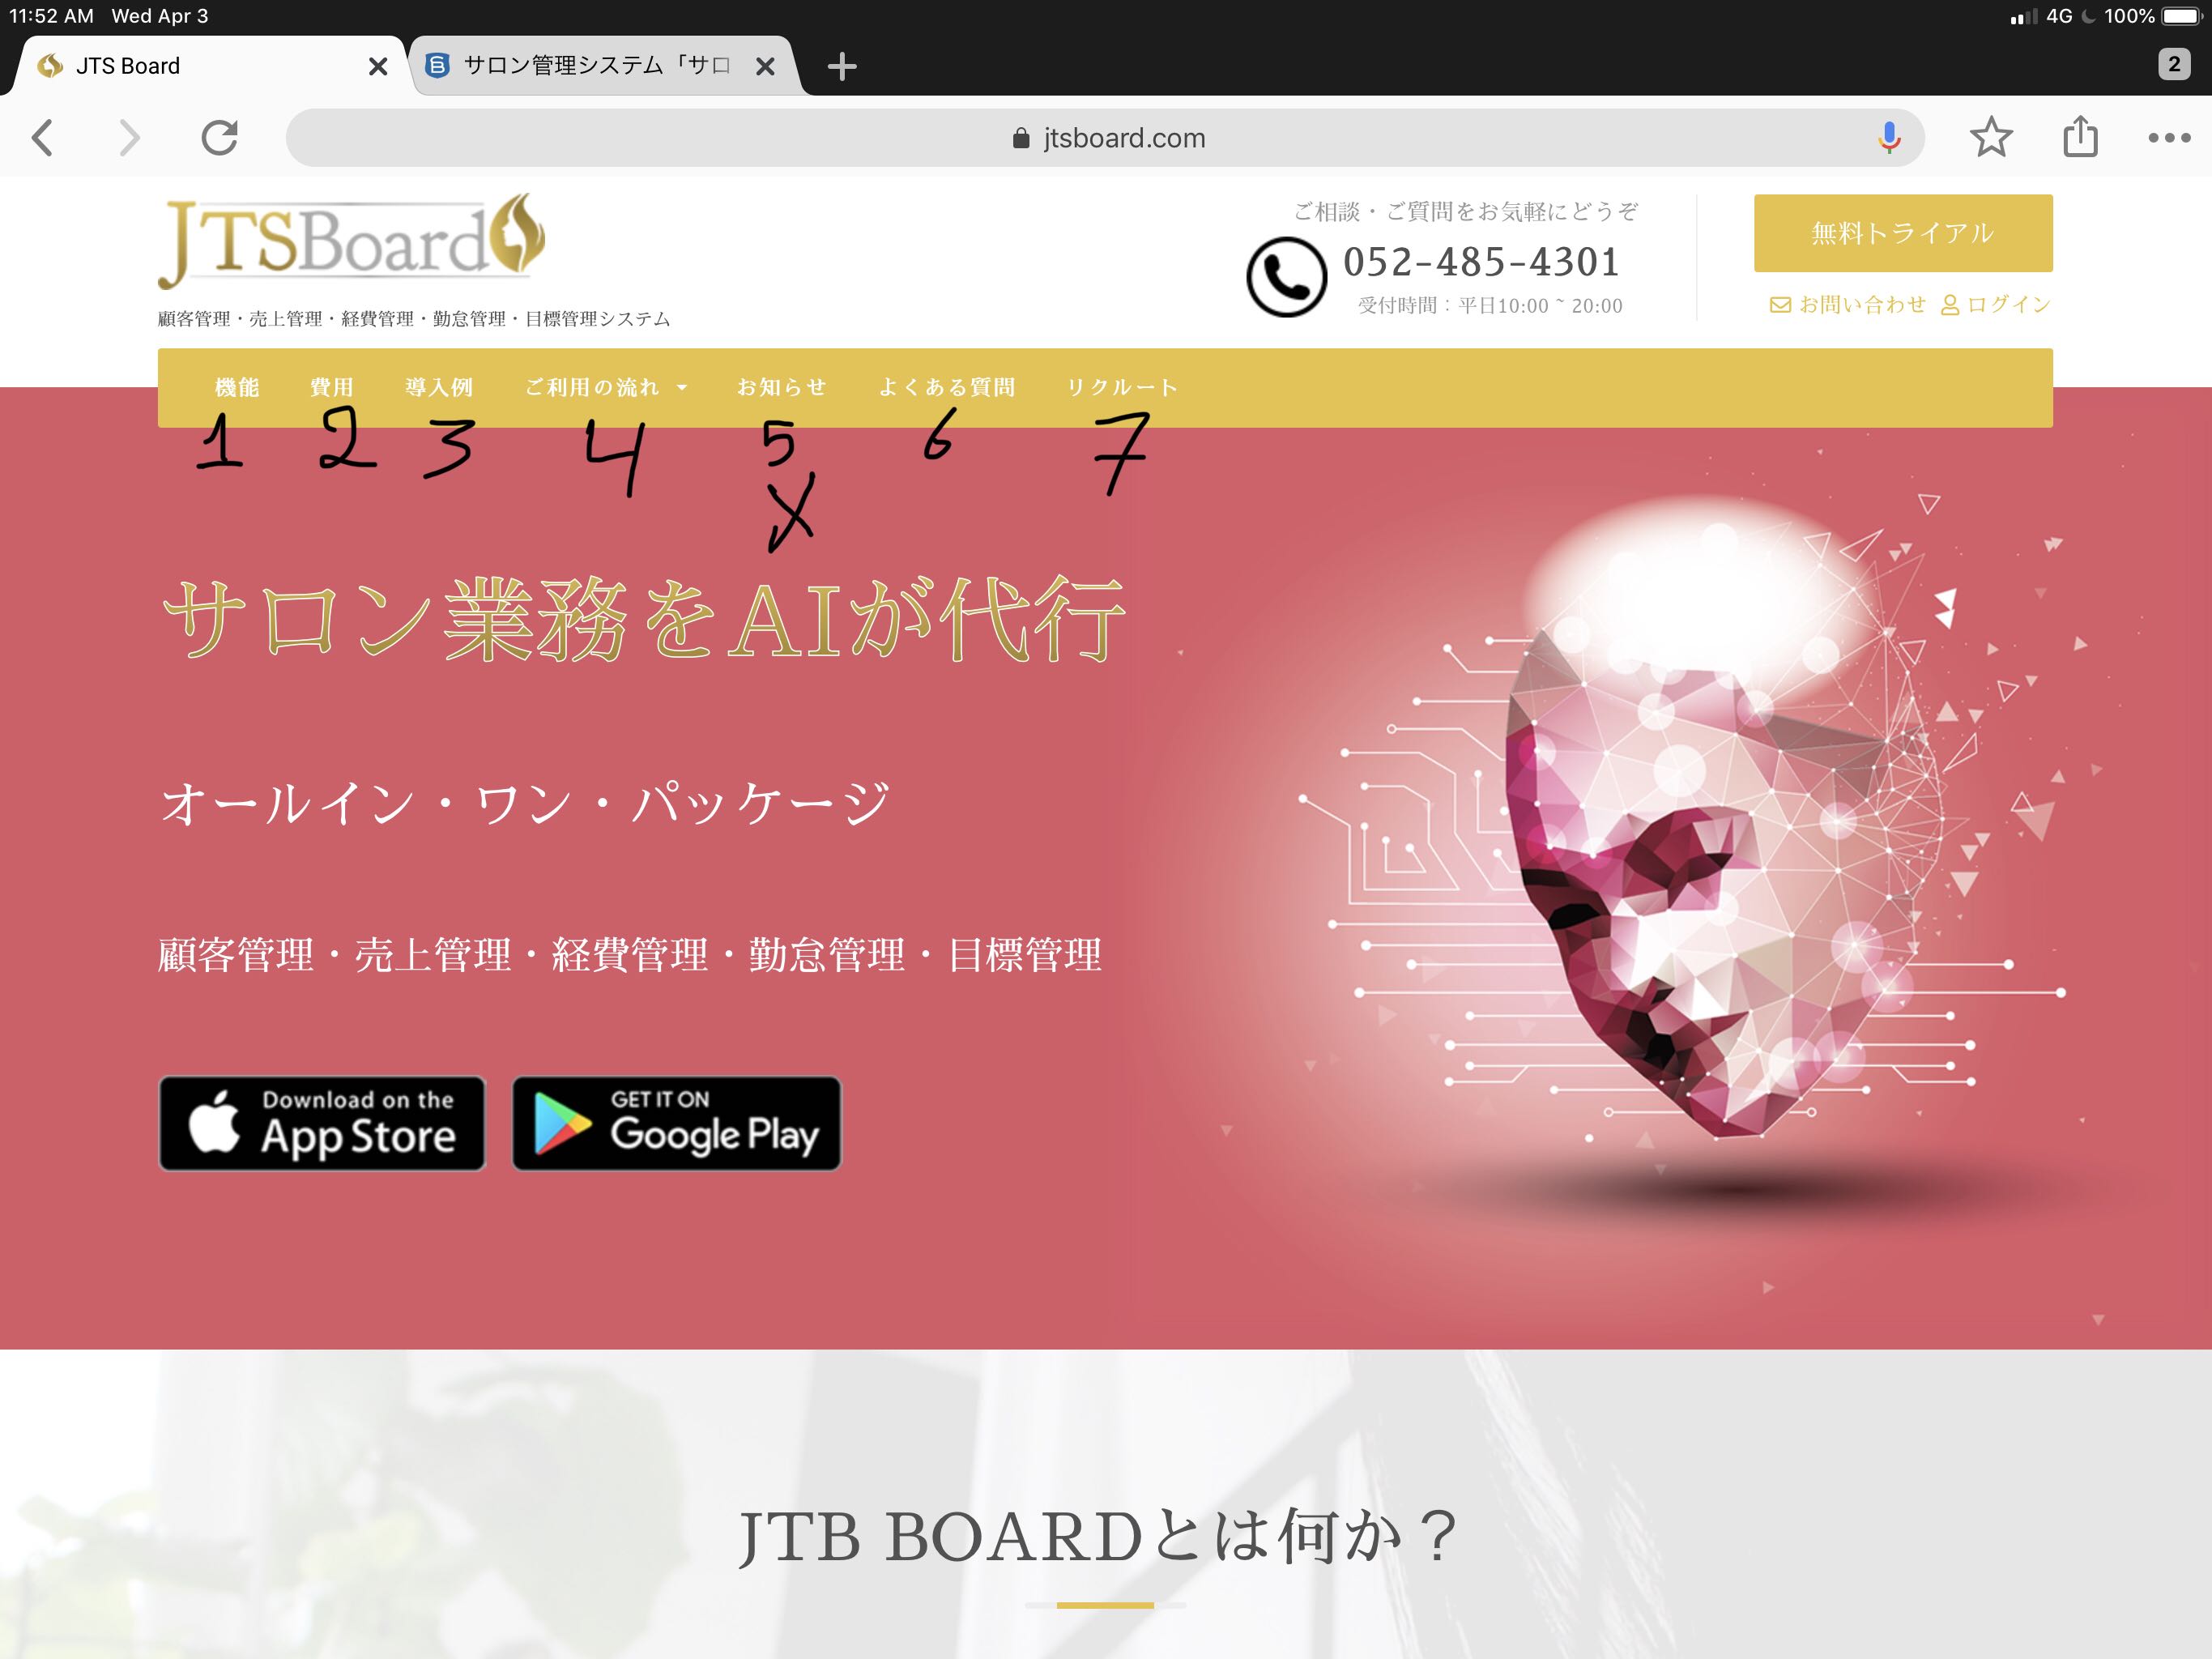 11:52 AM Wed Apr 3
4G 100%
JTS Board
サロン管理システム「サロ
2
jtsboard.com
JTSBoard
顧客管理・売上管理・経費管理・勤怠管理・目標管理システム
ご相談・ご質問をお気軽にどうぞ
052-485-4301
受付時間：平日10:00 ~ 20:00
無料トライアル
お問い合わせ ログイン
機能 費用 導入例 ご利用の流れ お知らせ よくある質問 リクルート
1 2 3 4 5 6 7
X
サロン業務をAIが代行
オールイン・ワン・パッケージ
顧客管理・売上管理・経費管理・勤怠管理・目標管理
Download on the
App Store
GET IT ON
Google Play
JTB BOARDとは何か？